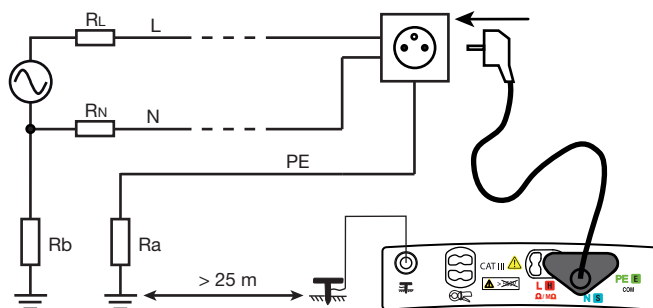 RL
L
RN
N
PE
Rb
Ra
> 25 m
CAT III
L H
Ω/MΩ
N S
PE E
COM